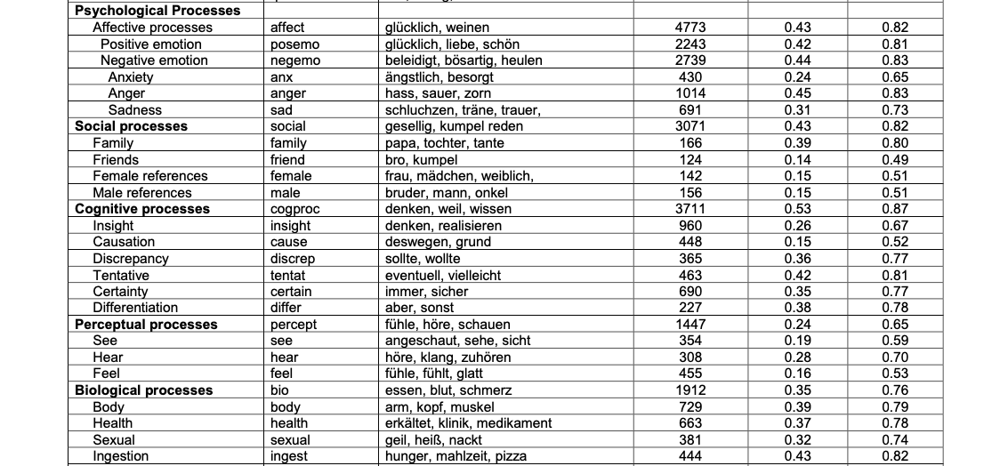 Psychological Processes
Affective processes affect glücklich, weinen 4773 0.43 0.82
Positive emotion posemo glücklich, liebe, schön 2243 0.42 0.81
Negative emotion negemo beleidigt, bösartig, heulen 2739 0.44 0.83
Anxiety anx ängstlich, besorgt 430 0.24 0.65
Anger anger hass, sauer, zorn 1014 0.45 0.83
Sadness sad schluchzen, träne, trauer, 691 0.31 0.73
Social processes social gesellig, kumpel reden 3071 0.43 0.82
Family family papa, tochter, tante 166 0.39 0.80
Friends friend bro, kumpel 124 0.14 0.49
Female references female frau, mädchen, weiblich, 142 0.15 0.51
Male references male bruder, mann, onkel 156 0.15 0.51
Cognitive processes cogproc denken, weil, wissen 3711 0.53 0.87
Insight insight denken, realisieren 960 0.26 0.67
Causation cause deswegen, grund 448 0.15 0.52
Discrepancy discrep sollte, wollte 365 0.36 0.77
Tentative tentat eventuell, vielleicht 463 0.42 0.81
Certainty certain immer, sicher 690 0.35 0.77
Differentiation differ aber, sonst 227 0.38 0.78
Perceptual processes percept fühle, höre, schauen 1447 0.24 0.65
See see angeschaut, sehe, sicht 354 0.19 0.59
Hear hear höre, klang, zuhören 308 0.28 0.70
Feel feel fühle, fühlt, glatt 455 0.16 0.53
Biological processes bio essen, blut, schmerz 1912 0.35 0.76
Body body arm, kopf, muskel 729 0.39 0.79
Health health erkältet, klinik, medikament 663 0.37 0.78
Sexual sexual geil, heiß, nackt 381 0.32 0.74
Ingestion ingest hunger, mahlzeit, pizza 444 0.43 0.82